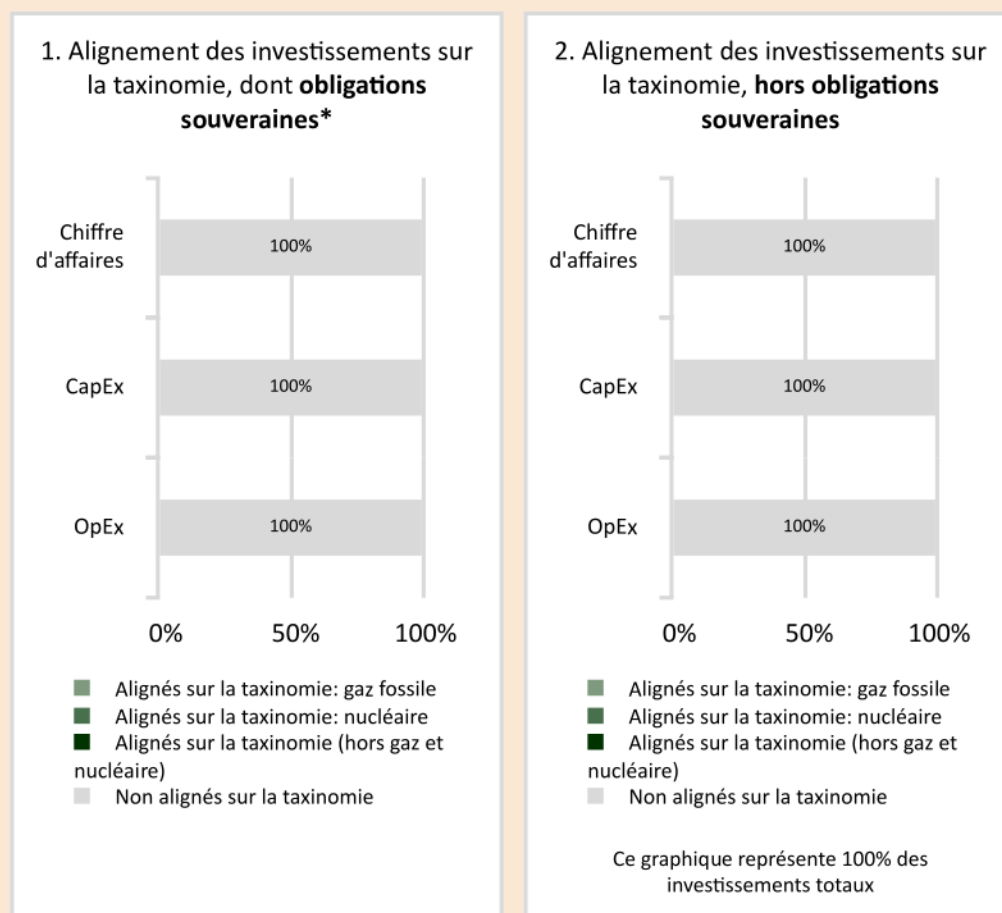 1. Alignement des investissements sur
la taxinomie, dont obligations
souveraines*
Chiffre
d'affaires
100%
CapEx
100%
OpEx
100%
0% 50% 100%
Alignés sur la taxinomie: gaz fossile
Alignés sur la taxinomie: nucléaire
Alignés sur la taxinomie (hors gaz et
nucléaire)
Non alignés sur la taxinomie
2. Alignement des investissements sur
la taxinomie, hors obligations
souveraines
Chiffre
d'affaires
100%
CapEx
100%
OpEx
100%
0% 50% 100%
Alignés sur la taxinomie: gaz fossile
Alignés sur la taxinomie: nucléaire
Alignés sur la taxinomie (hors gaz et
nucléaire)
Non alignés sur la taxinomie
Ce graphique représente 100% des
investissements totaux